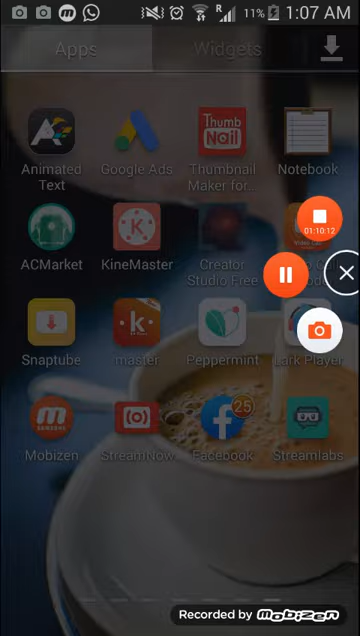 R 11% 1:07 AM
Apps Widgets
Animated Text
Google Ads
Thumb Nail
Thumbnail Maker for...
Notebook
01:10:12
ACMarket
KineMaster
Creator Studio Free
Snaptube
master
Peppermint
Lark Player
SAMSUNG
Mobizen
StreamNow
25
Facebook
Streamlabs
Recorded by mobizen